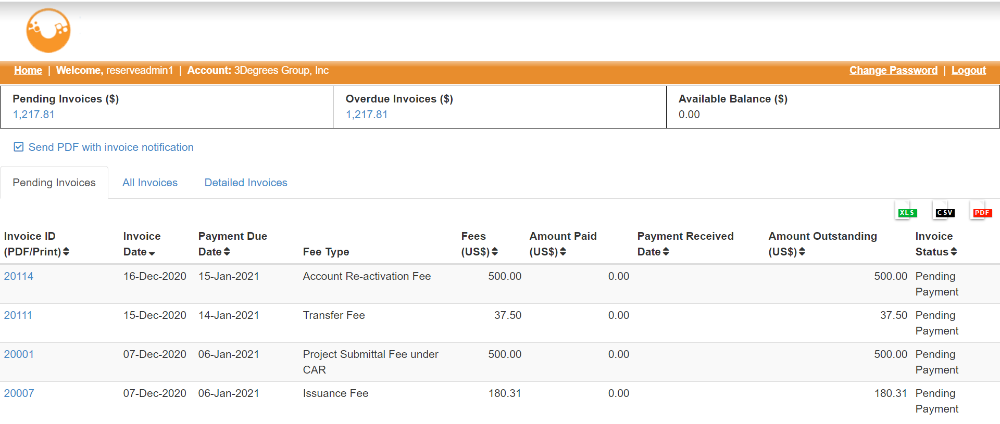 Home | Welcome, reserveadmin1 | Account: 3Degrees Group, Inc Change Password | Logout
Pending Invoices ($) Overdue Invoices ($) Available Balance ($)
1,217.81 1,217.81 0.00
Send PDF with invoice notification
Pending Invoices All Invoices Detailed Invoices
XLS CSV PDF
Invoice ID Invoice Payment Due Fees Amount Paid Payment Received Amount Outstanding Invoice
(PDF/Print) Date Date Fee Type (US$) (US$) Date (US$) Status
20114 16-Dec-2020 15-Jan-2021 Account Re-activation Fee 500.00 0.00 500.00 Pending
Payment
20111 15-Dec-2020 14-Jan-2021 Transfer Fee 37.50 0.00 37.50 Pending
Payment
20001 07-Dec-2020 06-Jan-2021 Project Submittal Fee under 500.00 0.00 500.00 Pending
CAR Payment
20007 07-Dec-2020 06-Jan-2021 Issuance Fee 180.31 0.00 180.31 Pending
Payment